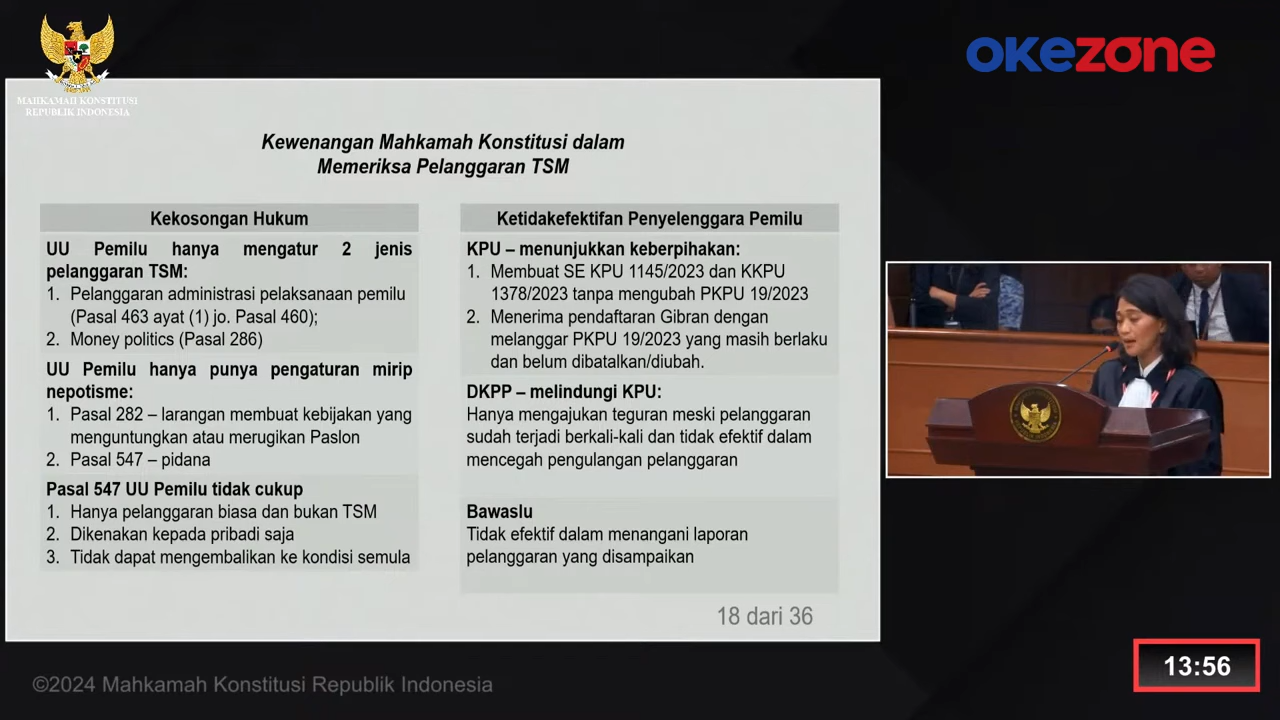 MAHKAMAH KONSTITUSI
REPUBLIK INDONESIA
okezone
Kewenangan Mahkamah Konstitusi dalam
Memeriksa Pelanggaran TSM
Kekosongan Hukum
UU Pemilu hanya mengatur 2 jenis
pelanggaran TSM:
1. Pelanggaran administrasi pelaksanaan pemilu
(Pasal 463 ayat (1) jo. Pasal 460);
2. Money politics (Pasal 286)
UU Pemilu hanya punya pengaturan mirip
nepotisme:
1. Pasal 282 – larangan membuat kebijakan yang
menguntungkan atau merugikan Paslon
2. Pasal 547 – pidana
Pasal 547 UU Pemilu tidak cukup
1. Hanya pelanggaran biasa dan bukan TSM
2. Dikenakan kepada pribadi saja
3. Tidak dapat mengembalikan ke kondisi semula
Ketidakefektifan Penyelenggara Pemilu
KPU – menunjukkan keberpihakan:
1. Membuat SE KPU 1145/2023 dan KKPU
1378/2023 tanpa mengubah PKPU 19/2023
2. Menerima pendaftaran Gibran dengan
melanggar PKPU 19/2023 yang masih berlaku
dan belum dibatalkan/diubah.
DKPP – melindungi KPU:
Hanya mengajukan teguran meski pelanggaran
sudah terjadi berkali-kali dan tidak efektif dalam
mencegah pengulangan pelanggaran
Bawaslu
Tidak efektif dalam menangani laporan
pelanggaran yang disampaikan
18 dari 36
©2024 Mahkamah Konstitusi Republik Indonesia
13:56